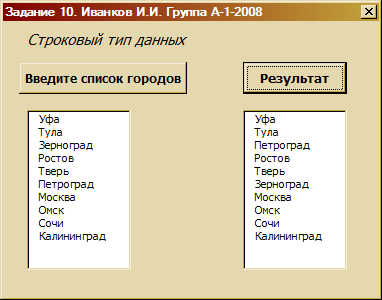 Задание 10. Иванков И.И. Группа А-1-2008
Строковый тип данных
Введите список городов
Результат
Уфа
Тула
Зерноград
Ростов
Тверь
Петроград
Москва
Омск
Сочи
Калининград
Уфа
Тула
Петроград
Ростов
Тверь
Зерноград
Москва
Омск
Сочи
Калининград